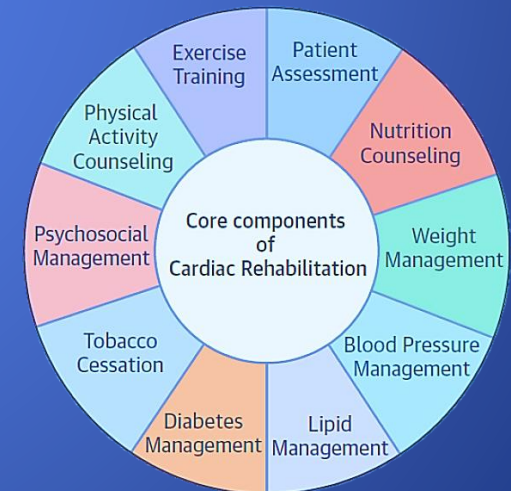 Core components
of
Cardiac Rehabilitation
Patient
Assessment
Nutrition
Counseling
Weight
Management
Blood Pressure
Management
Lipid
Management
Diabetes
Management
Tobacco
Cessation
Psychosocial
Management
Physical
Activity
Counseling
Exercise
Training